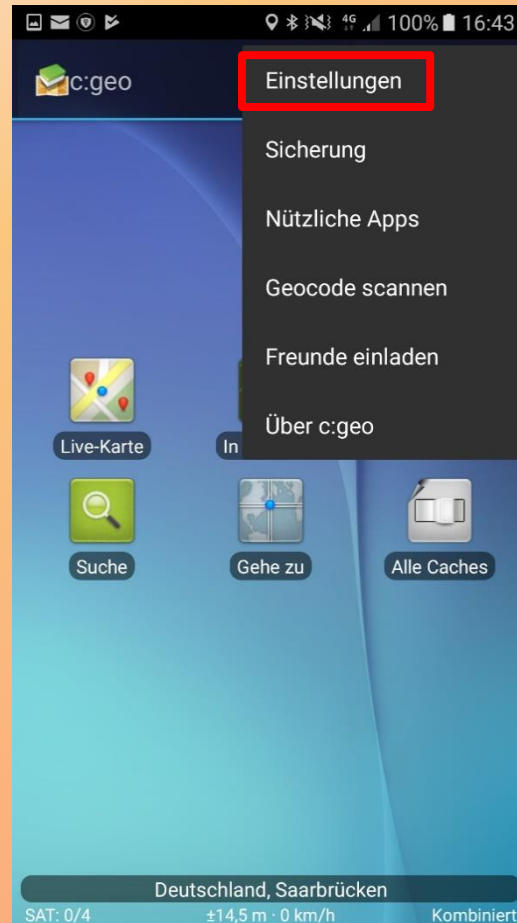 4G 100% 16:43
c:geo
Einstellungen
Sicherung
Nützliche Apps
Geocode scannen
Freunde einladen
Über c:geo
Live-Karte
In
Suche
Gehe zu
Alle Caches
Deutschland, Saarbrücken
SAT: 0/4 ±14,5 m · 0 km/h Kombiniert